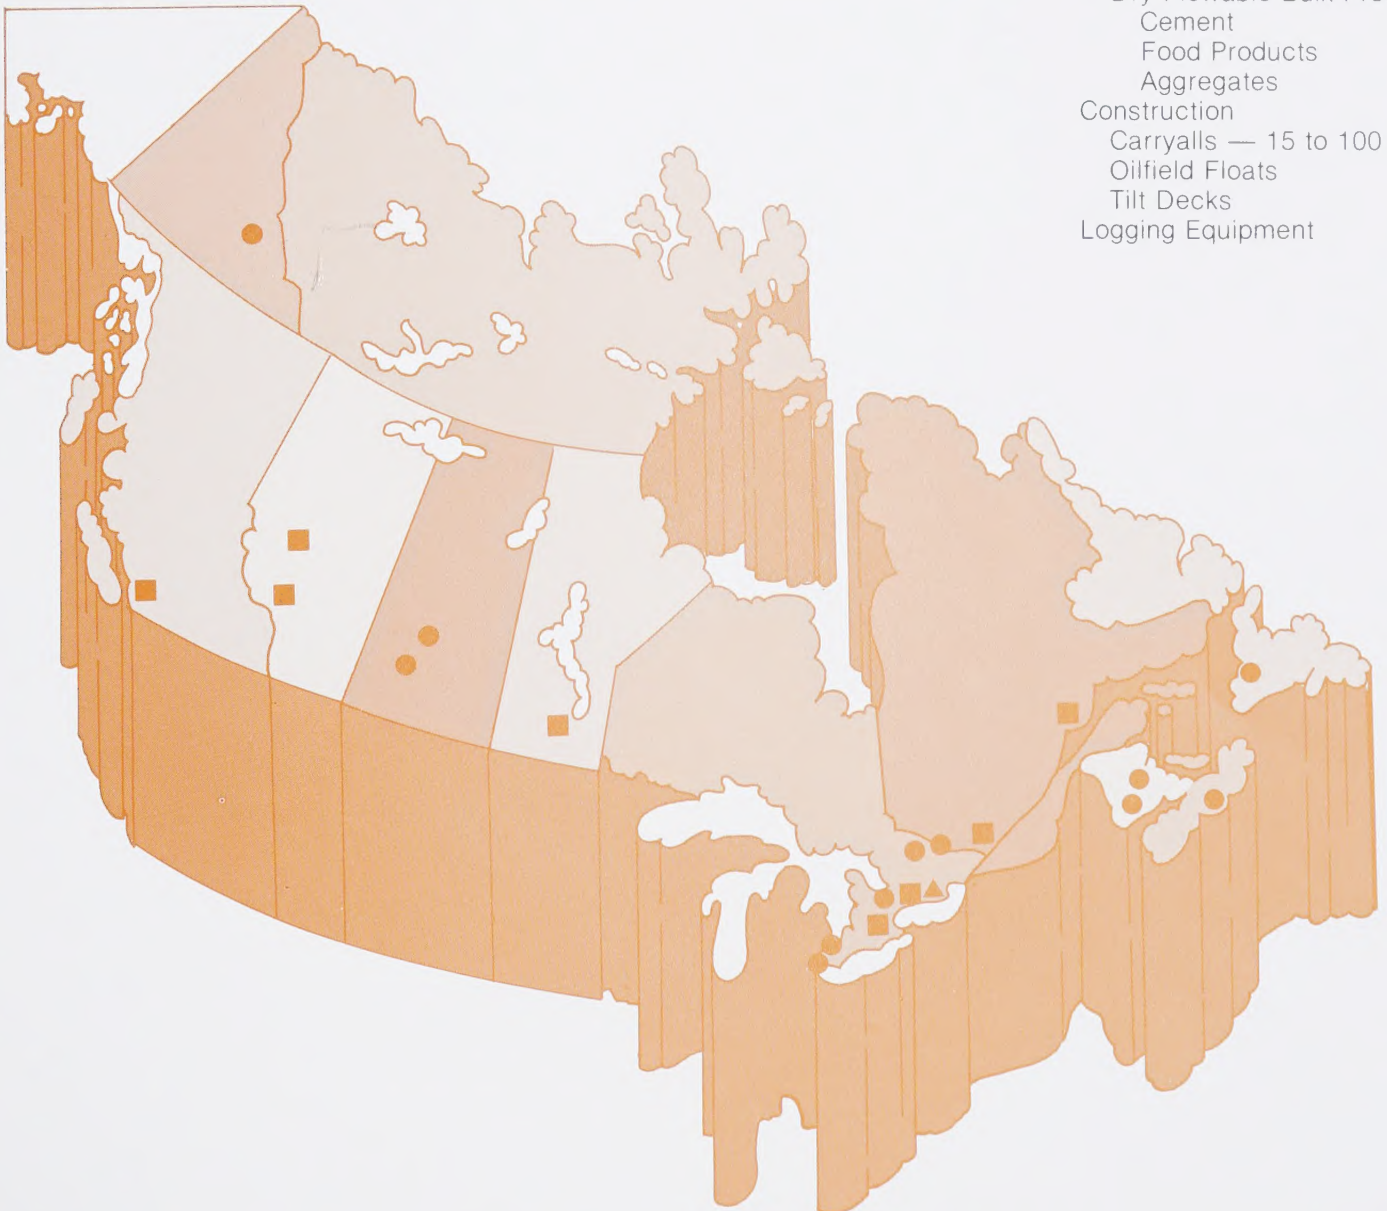 Cement
Food Products
Aggregates
Construction
Carryalls — 15 to 100
Oilfield Floats
Tilt Decks
Logging Equipment